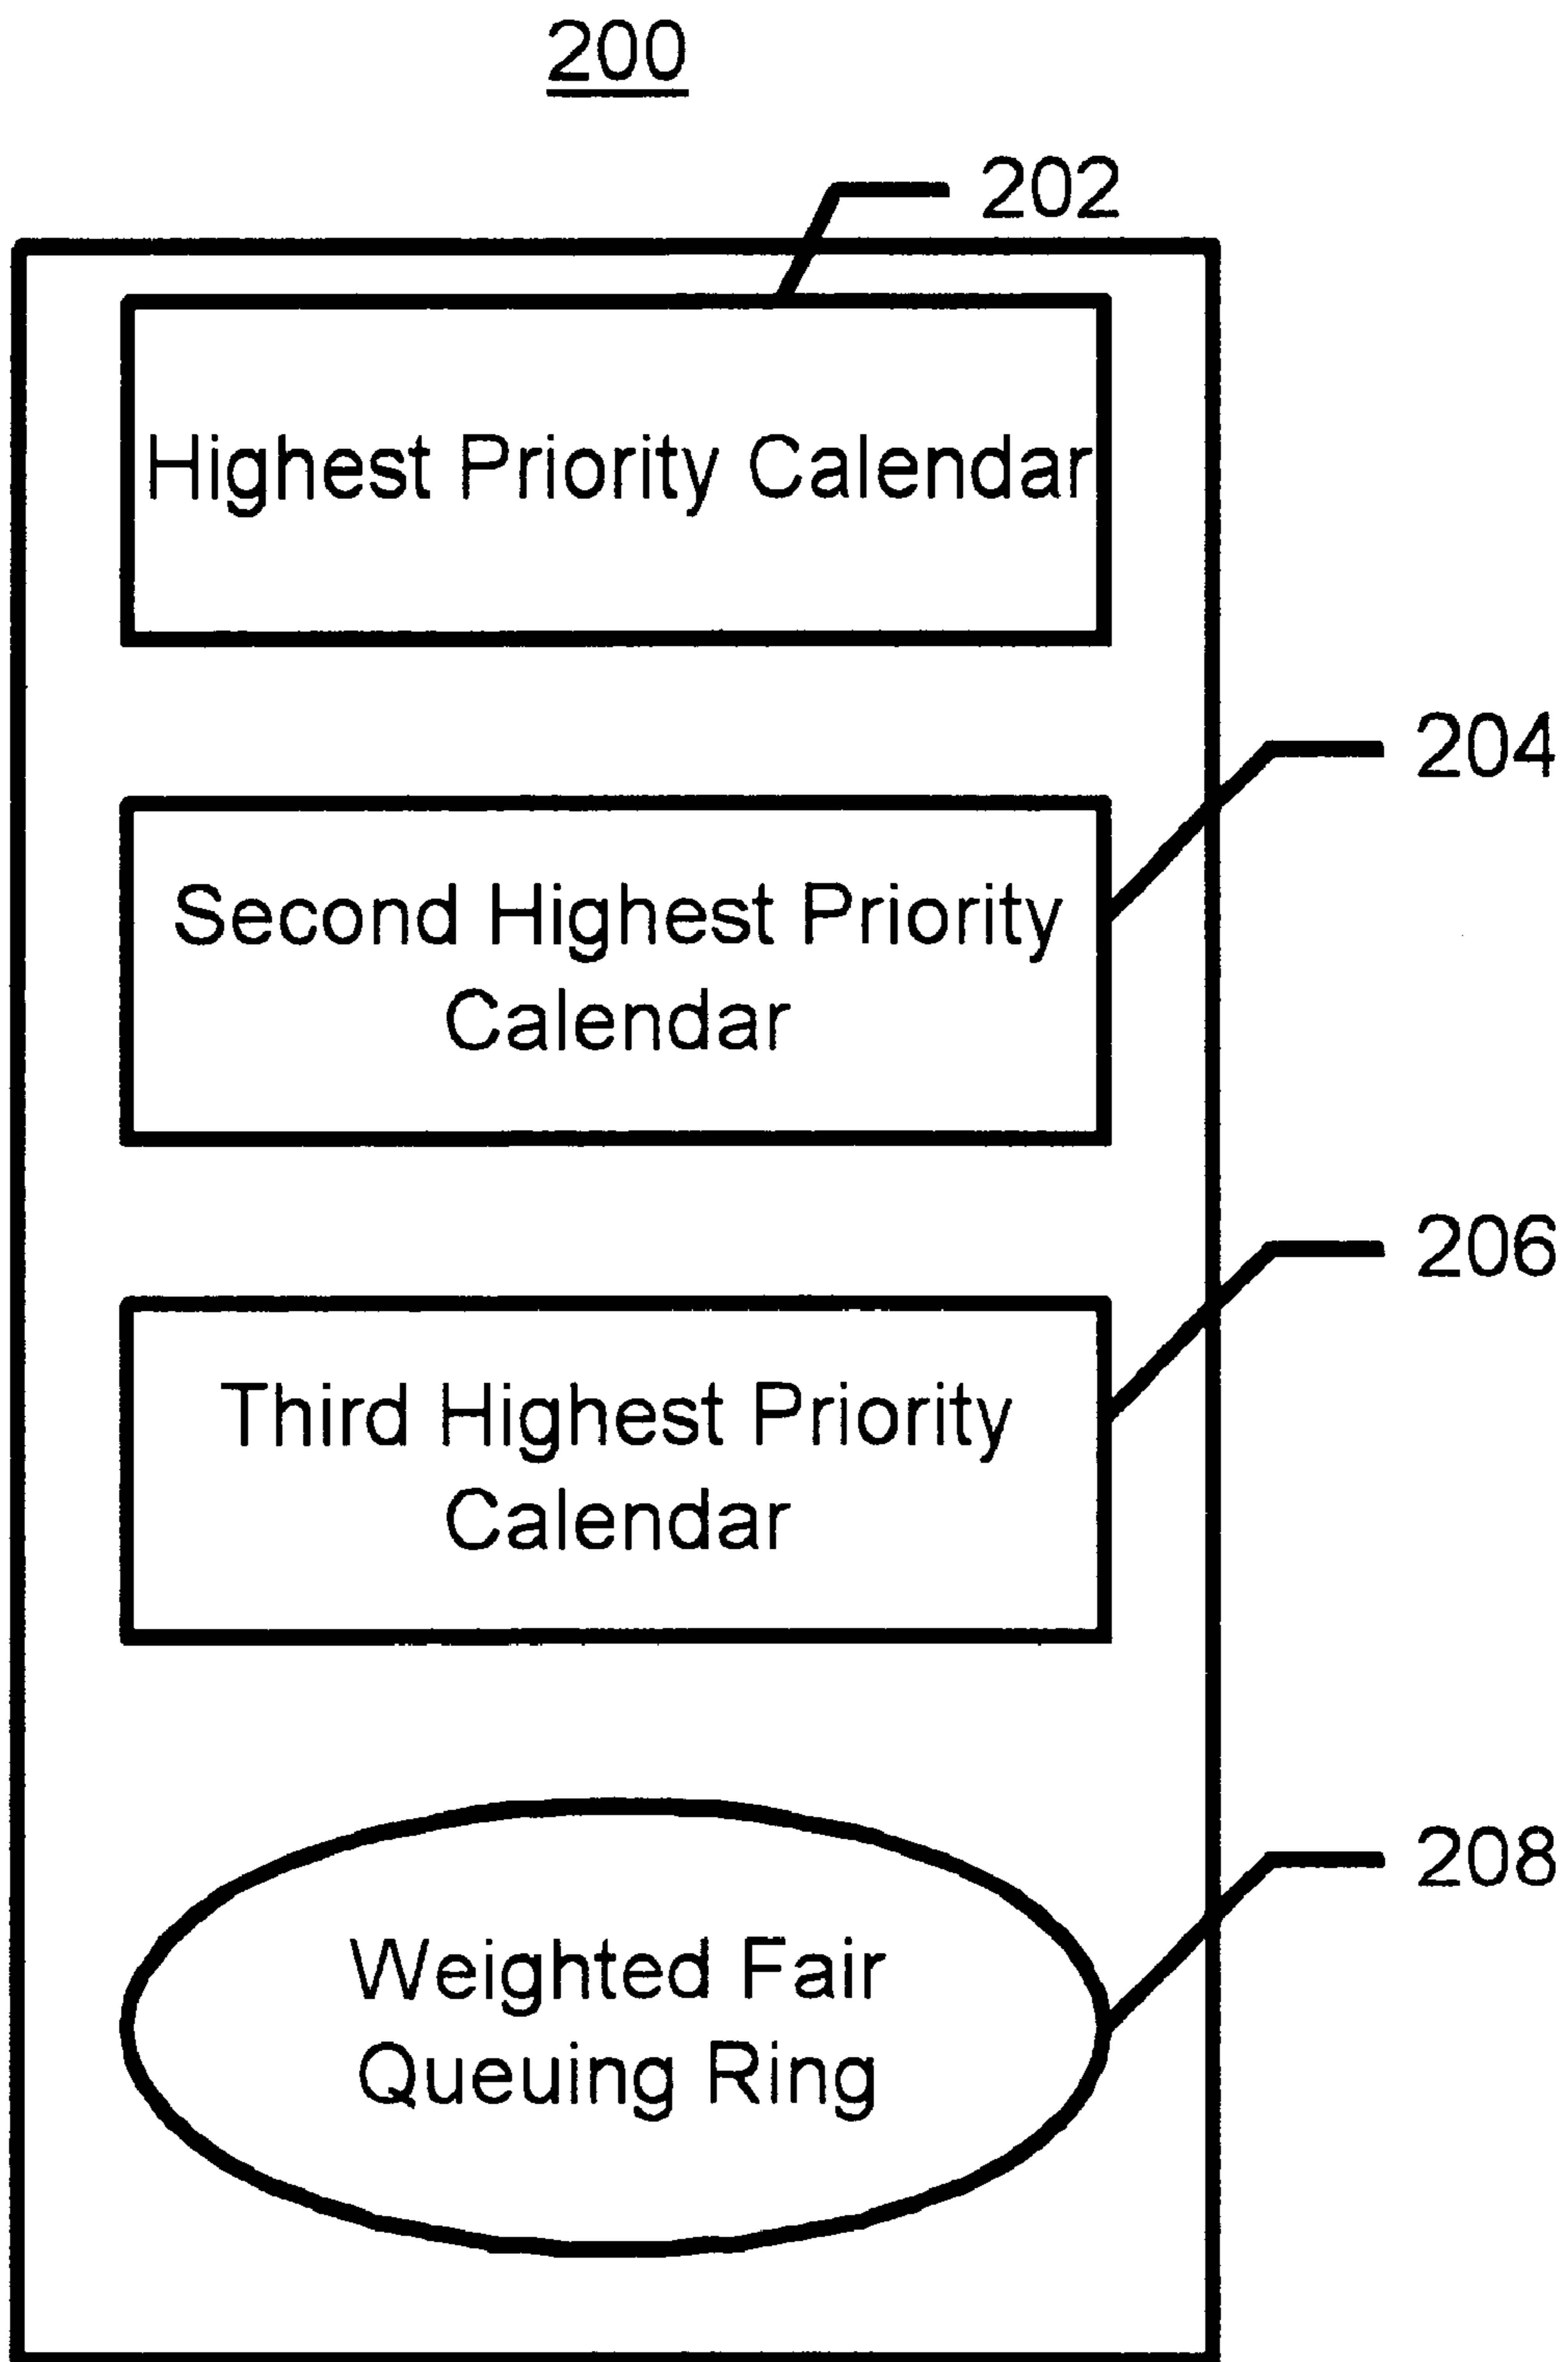 200
202
Highest Priority Calendar
204
Second Highest Priority
Calendar
206
Third Highest Priority
Calendar
208
Weighted Fair
Queuing Ring